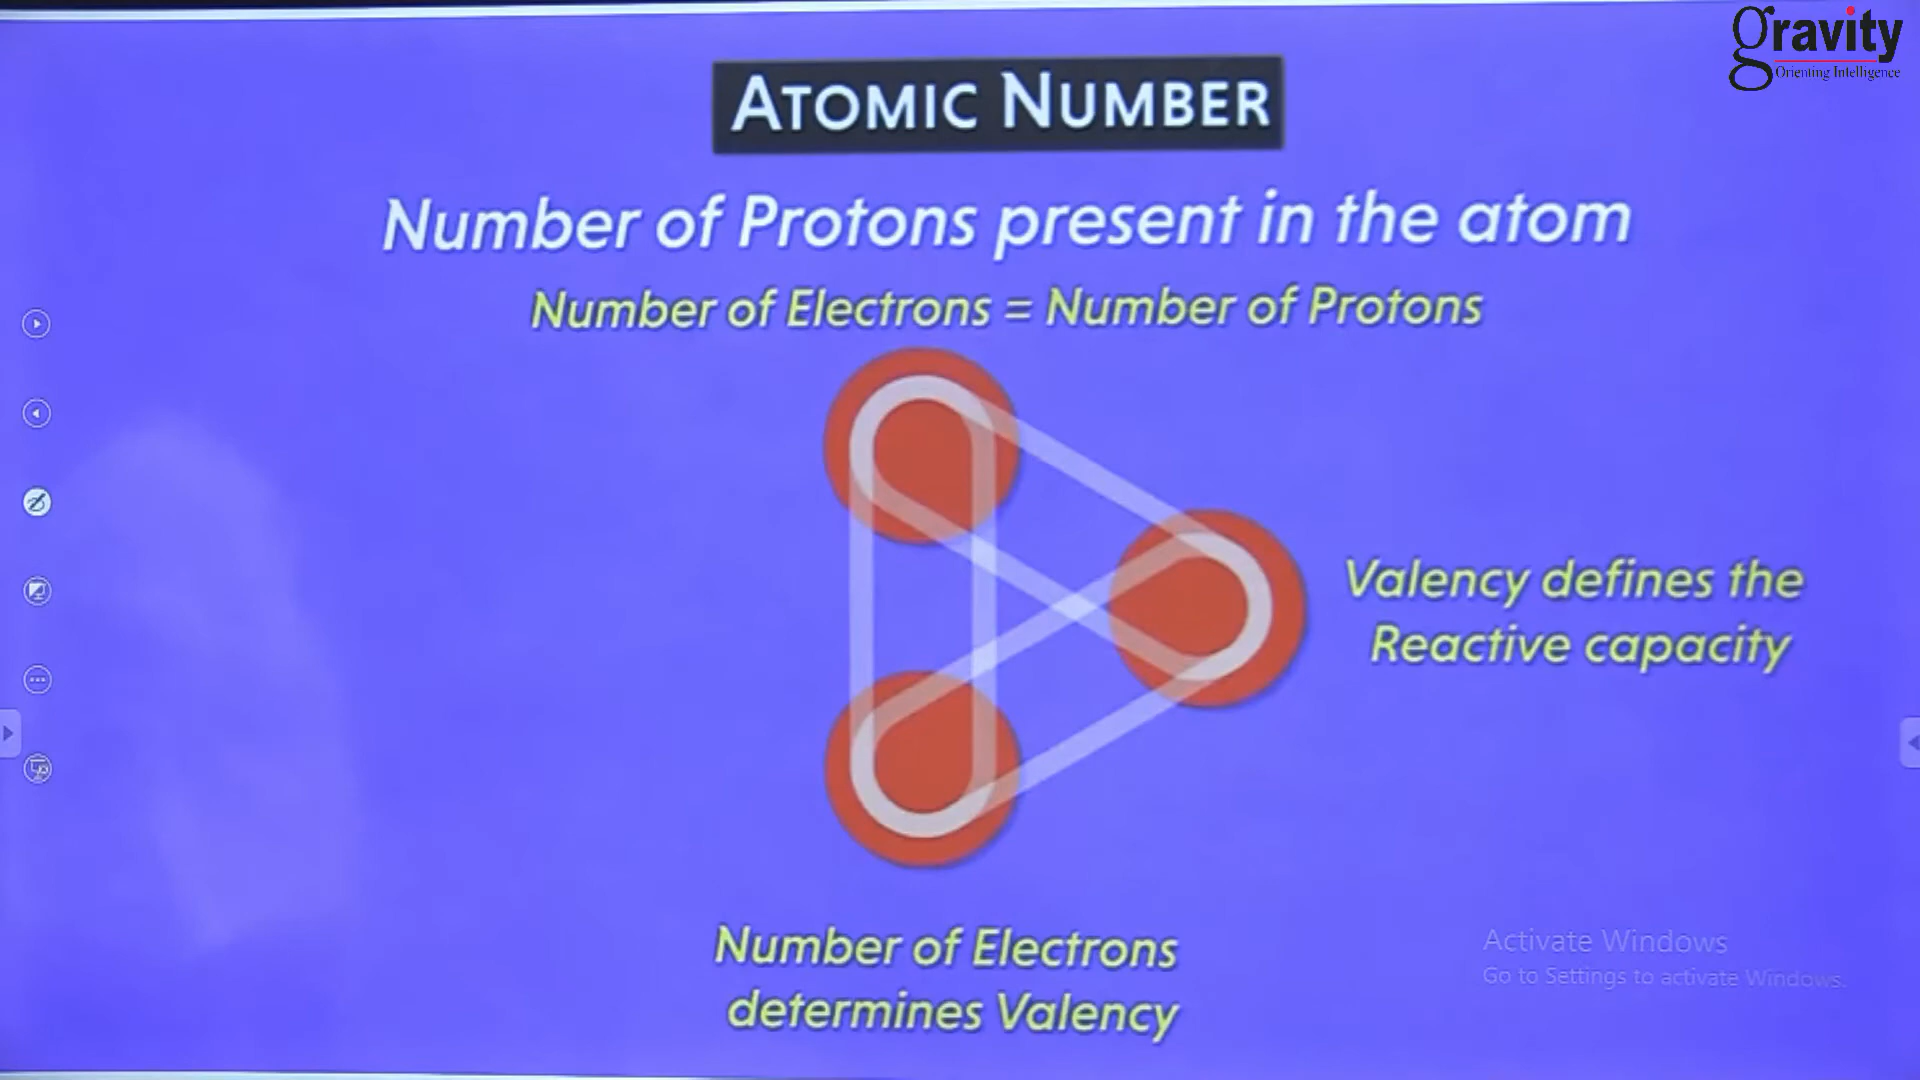 gravity
Orienting Intelligence
ATOMIC NUMBER
Number of Protons present in the atom
Number of Electrons = Number of Protons
Valency defines the
Reactive capacity
Number of Electrons
determines Valency
Activate Windows
Go to Settings to activate Windows.